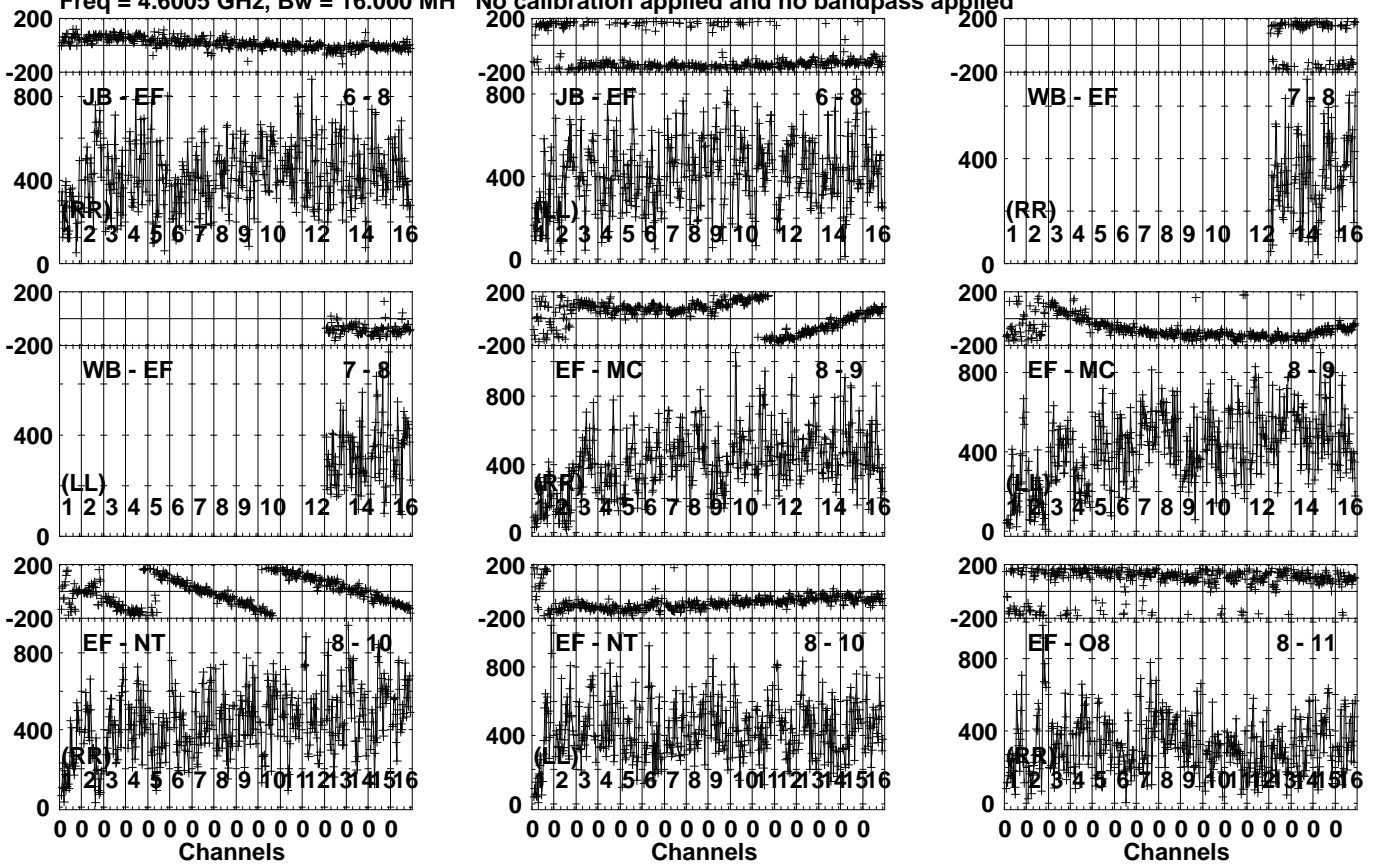 Freq = 4.6005 GHz, Bw = 16.000 MH No calibration applied and no bandpass applied
200
-200
800
400
0
JB - EF 6 - 8
(RR)
1 2 3 4 5 6 7 8 9 10 12 14 16
200
-200
800
400
0
JB - EF 6 - 8
(LL)
1 2 3 4 5 6 7 8 9 10 12 14 16
200
-200
400
0
WB - EF 7 - 8
(RR)
1 2 3 4 5 6 7 8 9 10 12 14 16
200
-200
400
0
WB - EF 7 - 8
(LL)
1 2 3 4 5 6 7 8 9 10 12 14 16
200
-200
800
400
0
EF - MC 8 - 9
(RR)
1 2 3 4 5 6 7 8 9 10 12 14 16
200
-200
800
400
0
EF - MC 8 - 9
(LL)
1 2 3 4 5 6 7 8 9 10 12 14 16
200
-200
800
400
0
EF - NT 8 - 10
(RR)
1 2 3 4 5 6 7 8 9 10 11 12 13 14 15 16
0 0 0 0 0 0 0 0 0 0 0 0 0 0 0 0
Channels
200
-200
800
400
0
EF - NT 8 - 10
(LL)
1 2 3 4 5 6 7 8 9 10 11 12 13 14 15 16
0 0 0 0 0 0 0 0 0 0 0 0 0 0 0 0
Channels
200
-200
800
400
0
EF - O8 8 - 11
(RR)
1 2 3 4 5 6 7 8 9 10 11 12 13 14 15 16
0 0 0 0 0 0 0 0 0 0 0 0 0 0 0 0
Channels